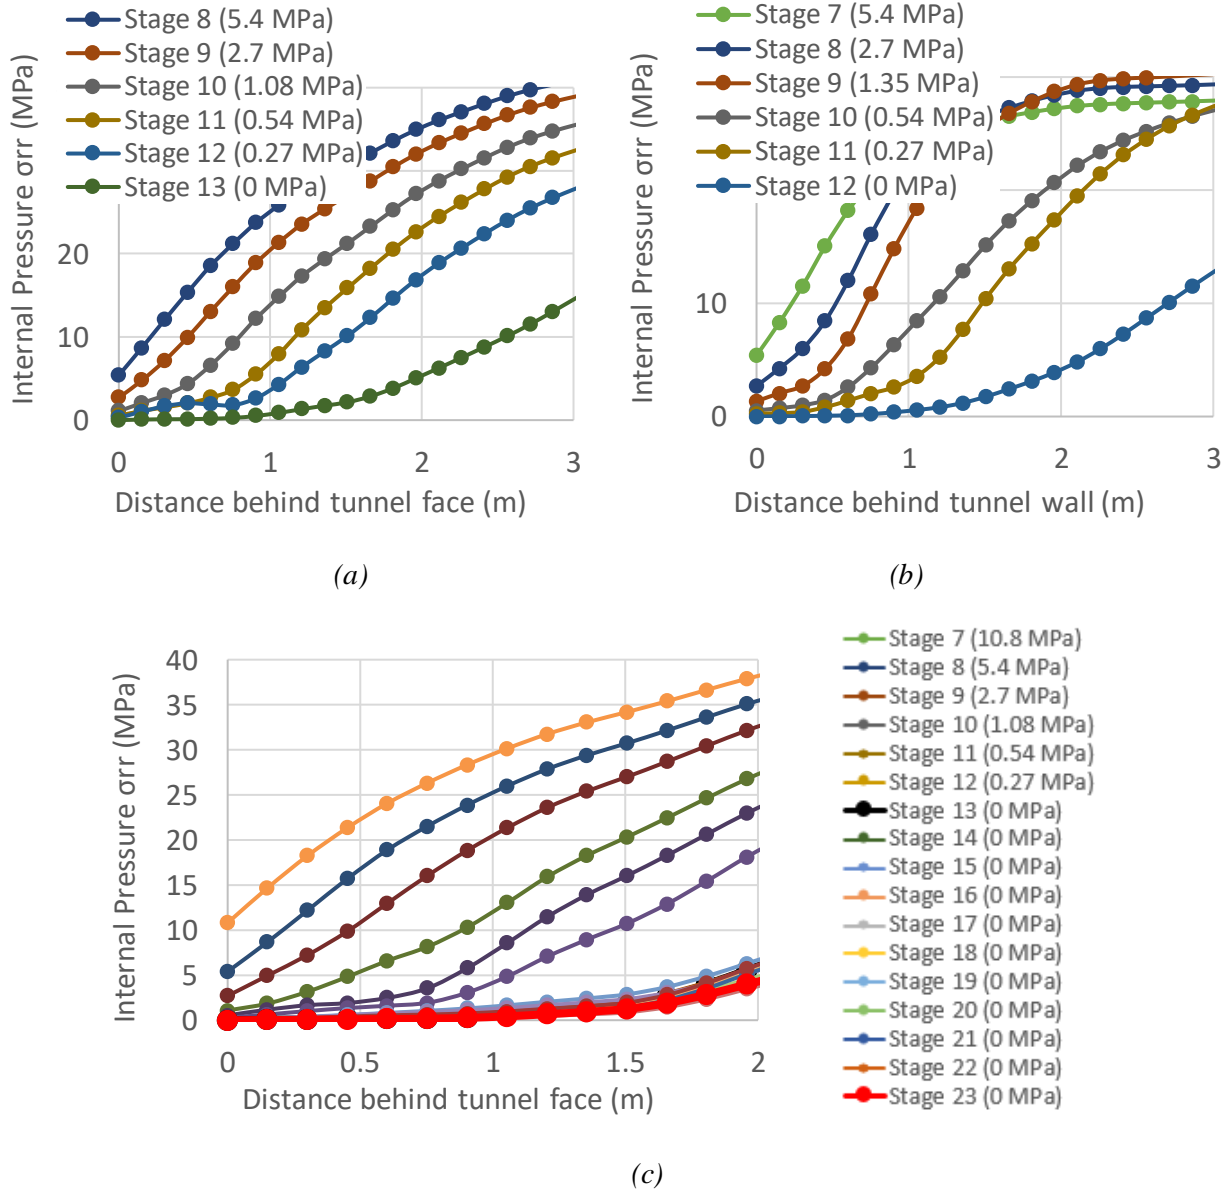 Stage 8 (5.4 MPa)
Stage 9 (2.7 MPa)
Stage 10 (1.08 MPa)
Stage 11 (0.54 MPa)
Stage 12 (0.27 MPa)
Stage 13 (0 MPa)
Internal Pressure σrr (MPa)
20
10
0
0 1 2 3
Distance behind tunnel face (m)
(a)
Stage 7 (5.4 MPa)
Stage 8 (2.7 MPa)
Stage 9 (1.35 MPa)
Stage 10 (0.54 MPa)
Stage 11 (0.27 MPa)
Stage 12 (0 MPa)
Internal Pressure σrr (MPa)
10
0
0 1 2 3
Distance behind tunnel wall (m)
(b)
Internal Pressure σrr (MPa)
40
35
30
25
20
15
10
5
0
0 0.5 1 1.5 2
Distance behind tunnel face (m)
Stage 7 (10.8 MPa)
Stage 8 (5.4 MPa)
Stage 9 (2.7 MPa)
Stage 10 (1.08 MPa)
Stage 11 (0.54 MPa)
Stage 12 (0.27 MPa)
Stage 13 (0 MPa)
Stage 14 (0 MPa)
Stage 15 (0 MPa)
Stage 16 (0 MPa)
Stage 17 (0 MPa)
Stage 18 (0 MPa)
Stage 19 (0 MPa)
Stage 20 (0 MPa)
Stage 21 (0 MPa)
Stage 22 (0 MPa)
Stage 23 (0 MPa)
(c)